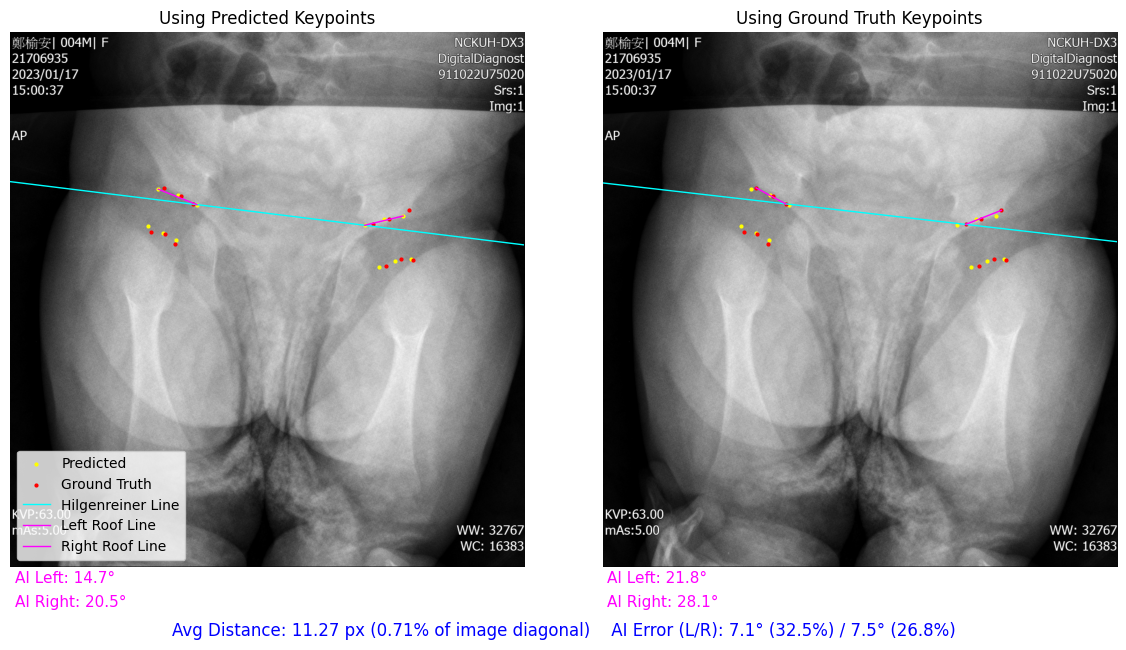 Using Predicted Keypoints
鄭榆安| 004M| F
21706935
2023/01/17
15:00:37
AP
NCKUH-DX3
DigitalDiagnost
911022U75020
Srs:1
Img:1
Predicted
Ground Truth
Hilgenreiner Line
Left Roof Line
Right Roof Line
KVP:63.00
mAs:5.00
WW: 32767
WC: 16383
AI Left: 14.7°
AI Right: 20.5°
Using Ground Truth Keypoints
鄭榆安| 004M| F
21706935
2023/01/17
15:00:37
AP
NCKUH-DX3
DigitalDiagnost
911022U75020
Srs:1
Img:1
KVP:63.00
mAs:5.00
WW: 32767
WC: 16383
AI Left: 21.8°
AI Right: 28.1°
Avg Distance: 11.27 px (0.71% of image diagonal)    AI Error (L/R): 7.1° (32.5%) / 7.5° (26.8%)